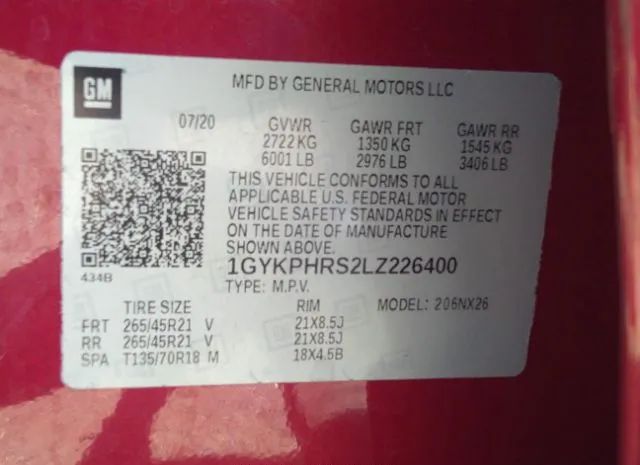 GM
MFD BY GENERAL MOTORS LLC
07/20 GVWR GAWR FRT GAWR RR
2722 KG 1350 KG 1545 KG
6001 LB 2976 LB 3406 LB
THIS VEHICLE CONFORMS TO ALL
APPLICABLE U.S. FEDERAL MOTOR
VEHICLE SAFETY STANDARDS IN EFFECT
ON THE DATE OF MANUFACTURE
SHOWN ABOVE.
434B
1GYKPHRS2LZ226400
TYPE: M.P.V.
TIRE SIZE RIM MODEL: 206NX26
FRT 265/45R21 V 21X8.5J
RR 265/45R21 V 21X8.5J
SPA T135/70R18 M 18X4.5B